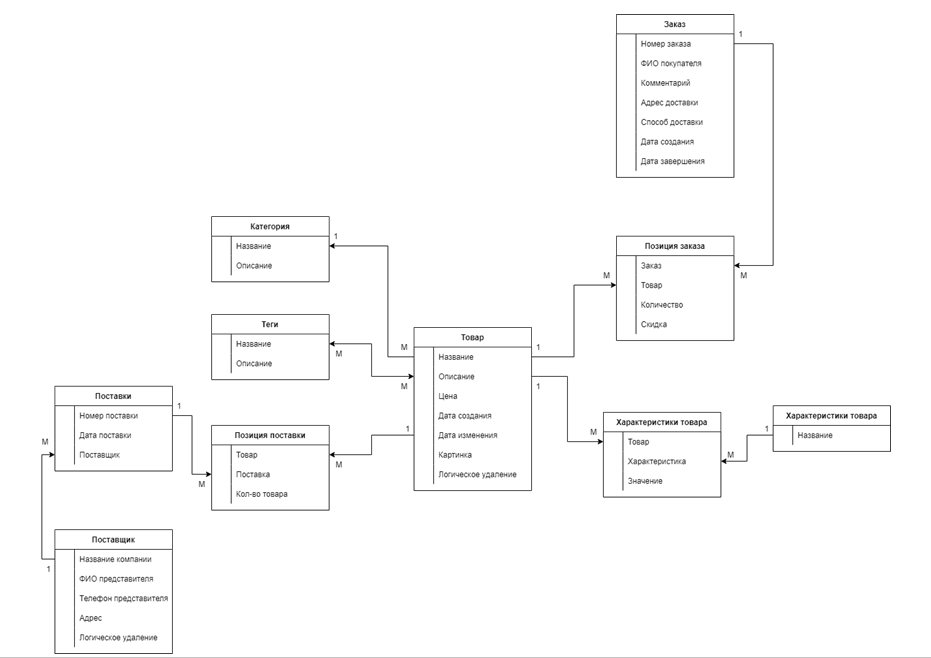 Заказ
1
Номер заказа
ФИО покупателя
Комментарий
Адрес доставки
Способ доставки
Дата создания
Дата завершения
Категория
1
Название
Описание
Позиция заказа
Заказ
M
M
Товар
Количество
Скидка
Теги
Название
M
Описание
M
M
Товар
1
Название
Описание
1
Цена
Дата создания
Дата изменения
Картинка
Логическое удаление
Поставки
1
Номер поставки
Дата поставки
M
Поставщик
Позиция поставки
1
Товар
M
Поставка
M
Кол-во товара
Характеристики товара
M
Товар
Характеристика
M
Значение
Характеристики товара
1
Название
Поставщик
Название компании
1
ФИО представителя
Телефон представителя
Адрес
Логическое удаление